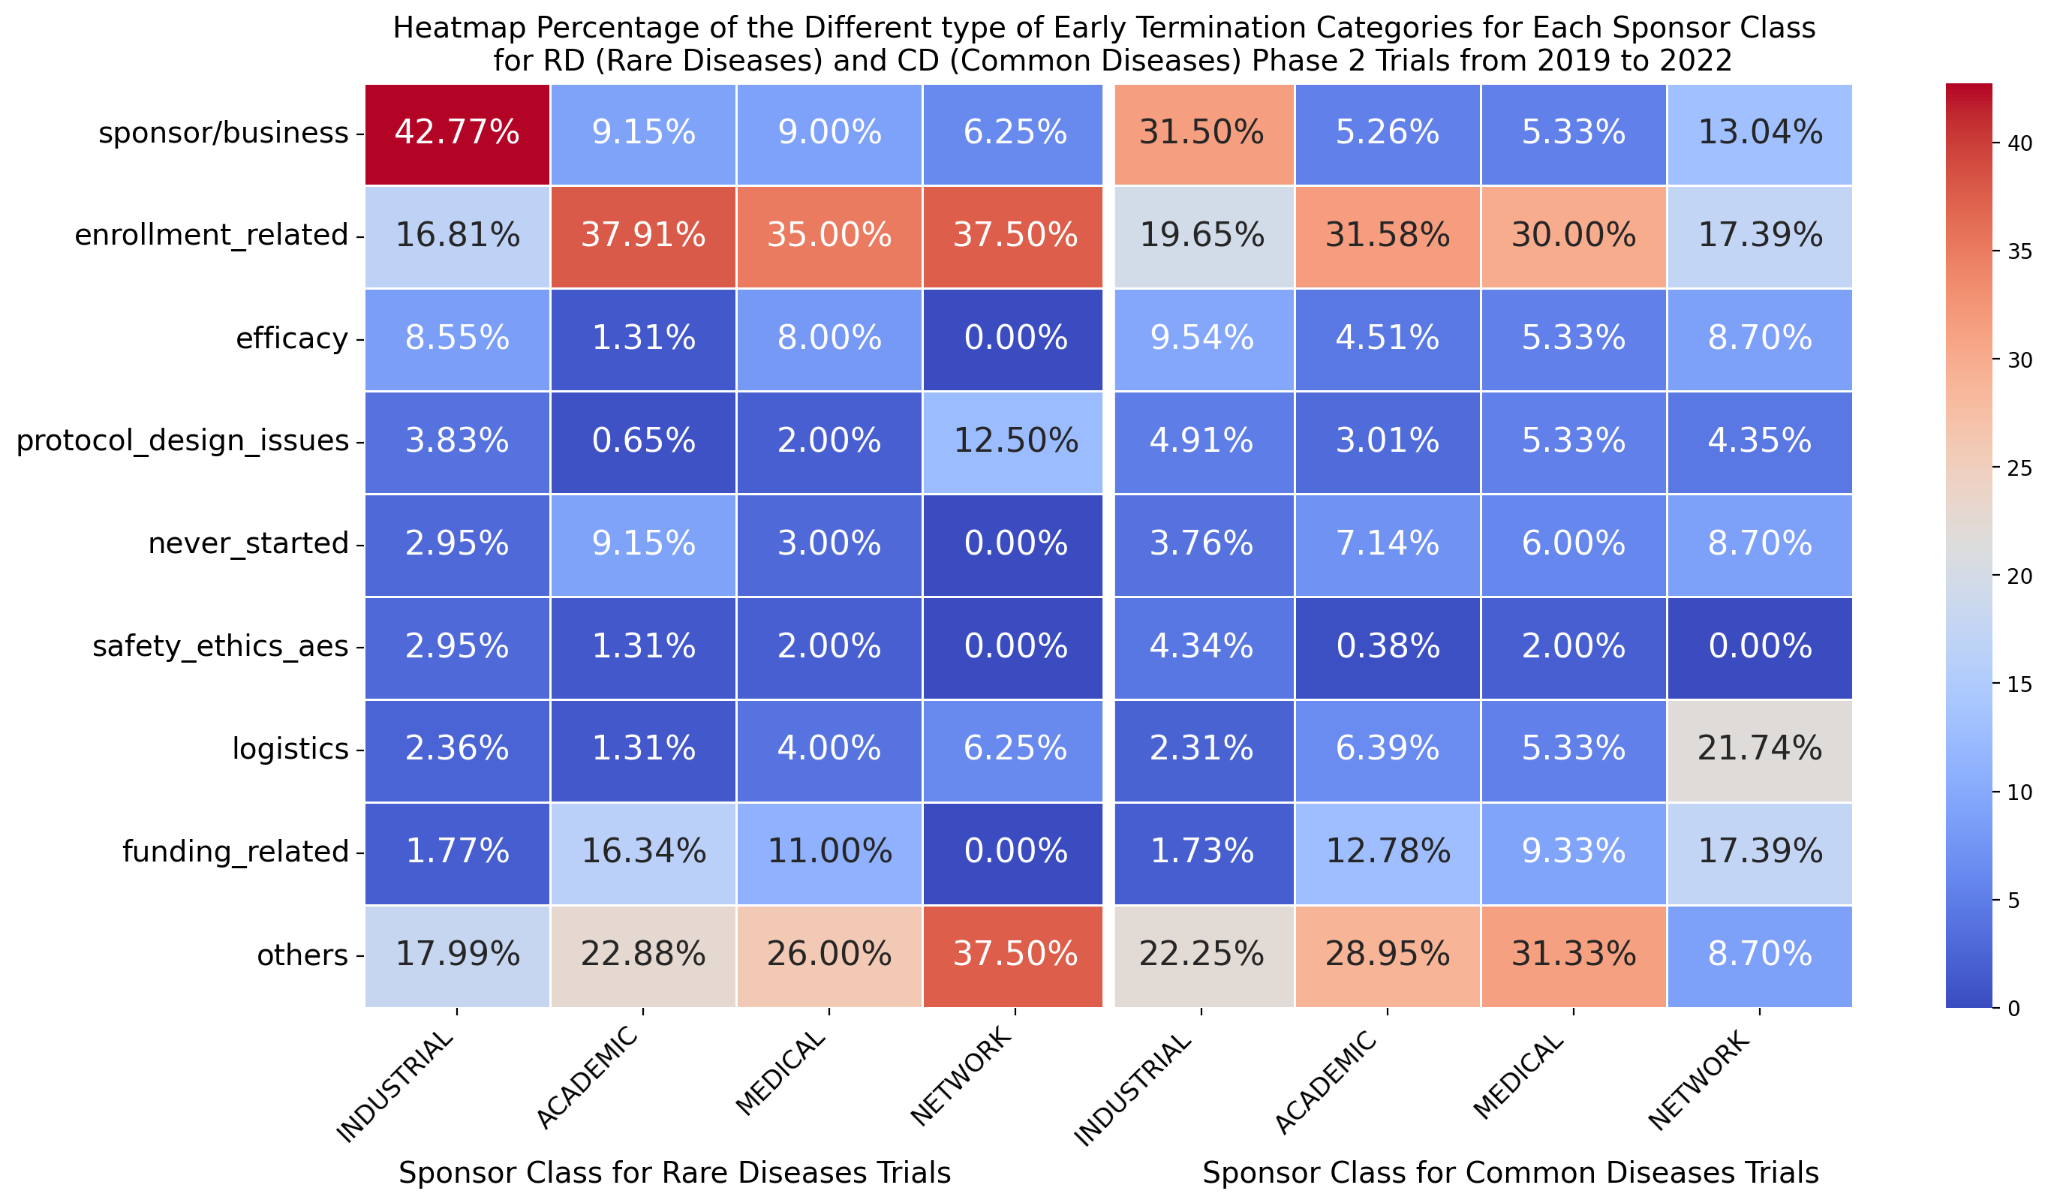 Heatmap Percentage of the Different type of Early Termination Categories for Each Sponsor Class
for RD (Rare Diseases) and CD (Common Diseases) Phase 2 Trials from 2019 to 2022
sponsor/business 42.77% 9.15% 9.00% 6.25% 31.50% 5.26% 5.33% 13.04%
enrollment_related 16.81% 37.91% 35.00% 37.50% 19.65% 31.58% 30.00% 17.39%
efficacy 8.55% 1.31% 8.00% 0.00% 9.54% 4.51% 5.33% 8.70%
protocol_design_issues 3.83% 0.65% 2.00% 12.50% 4.91% 3.01% 5.33% 4.35%
never_started 2.95% 9.15% 3.00% 0.00% 3.76% 7.14% 6.00% 8.70%
safety_ethics_aes 2.95% 1.31% 2.00% 0.00% 4.34% 0.38% 2.00% 0.00%
logistics 2.36% 1.31% 4.00% 6.25% 2.31% 6.39% 5.33% 21.74%
funding_related 1.77% 16.34% 11.00% 0.00% 1.73% 12.78% 9.33% 17.39%
others 17.99% 22.88% 26.00% 37.50% 22.25% 28.95% 31.33% 8.70%
INDUSTRIAL ACADEMIC MEDICAL NETWORK INDUSTRIAL ACADEMIC MEDICAL NETWORK
Sponsor Class for Rare Diseases Trials Sponsor Class for Common Diseases Trials
40
35
30
25
20
15
10
5
0